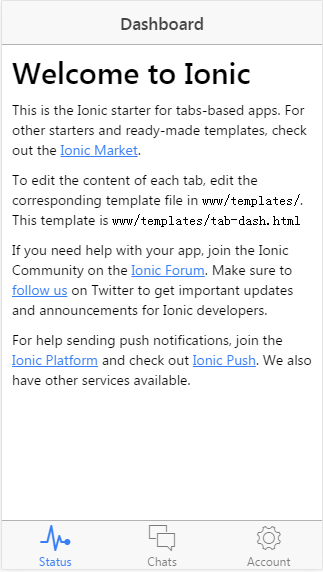 Dashboard
Welcome to Ionic
This is the Ionic starter for tabs-based apps. For
other starters and ready-made templates, check
out the Ionic Market.
To edit the content of each tab, edit the
corresponding template file in www/templates/.
This template is www/templates/tab-dash.html
If you need help with your app, join the Ionic
Community on the Ionic Forum. Make sure to
follow us on Twitter to get important updates
and announcements for Ionic developers.
For help sending push notifications, join the
Ionic Platform and check out Ionic Push. We also
have other services available.
Status Chats Account